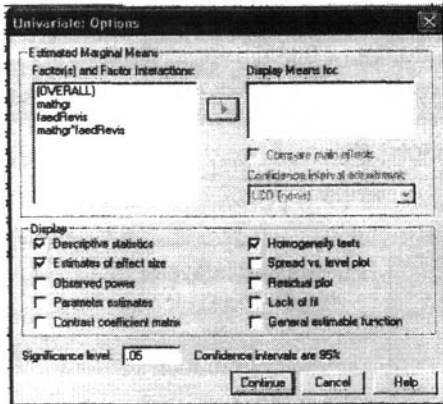 Univariate: Options
Estimated Marginal Means
Factor(s) and Factor Interactions:
(OVERALL)
mathgr
faedRevis
mathgr*faedRevis
Display Means for:
Compare main effects
Confidence interval adjustment:
LSD (none)
Display
Descriptive statistics
Estimates of effect size
Observed power
Parameter estimates
Contrast coefficient matrix
Homogeneity tests
Spread vs. level plot
Residual plot
Lack of fit
General estimable function
Significance level: .05
Confidence intervals are 95%
Continue
Cancel
Help